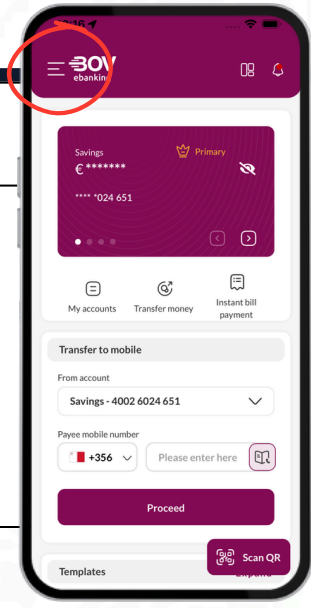 BOV
ebanking
Savings
Primary
€ *******
**** *024 651
My accounts
Transfer money
Instant bill
payment
Transfer to mobile
From account
Savings - 4002 6024 651
Payee mobile number
+356
Please enter here
Proceed
Scan QR
Templates